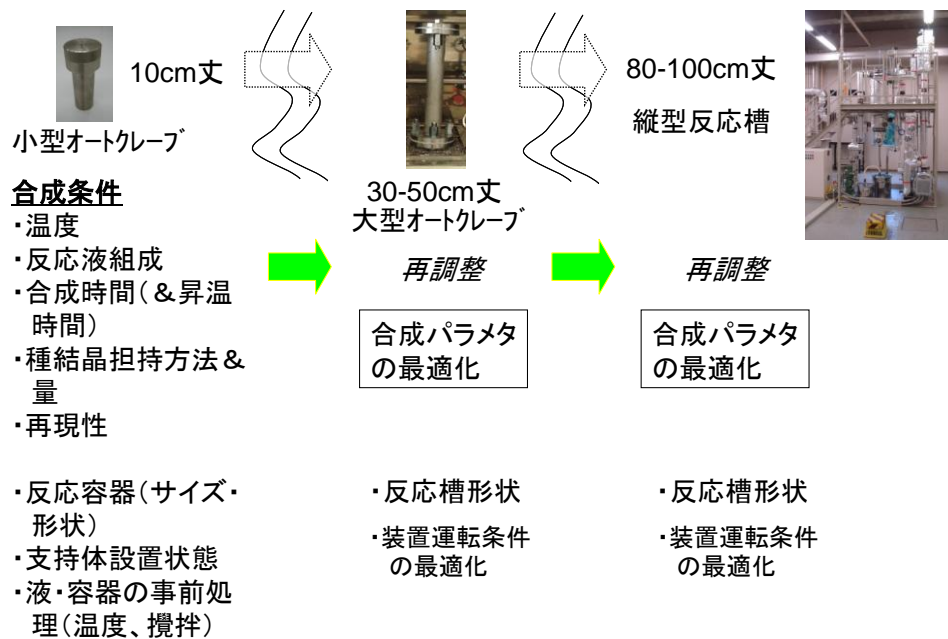 10cm丈
小型オートクレーブ
80-100cm丈
縦型反応槽
30-50cm丈
大型オートクレーブ
合成条件
・温度
・反応液組成
・合成時間(&昇温
時間)
・種結晶担持方法&
量
・再現性
・反応容器(サイズ・
形状)
・支持体設置状態
・液・容器の事前処
理(温度、攪拌)
再調整
合成パラメタ
の最適化
・反応槽形状
・装置運転条件
の最適化
再調整
合成パラメタ
の最適化
・反応槽形状
・装置運転条件
の最適化